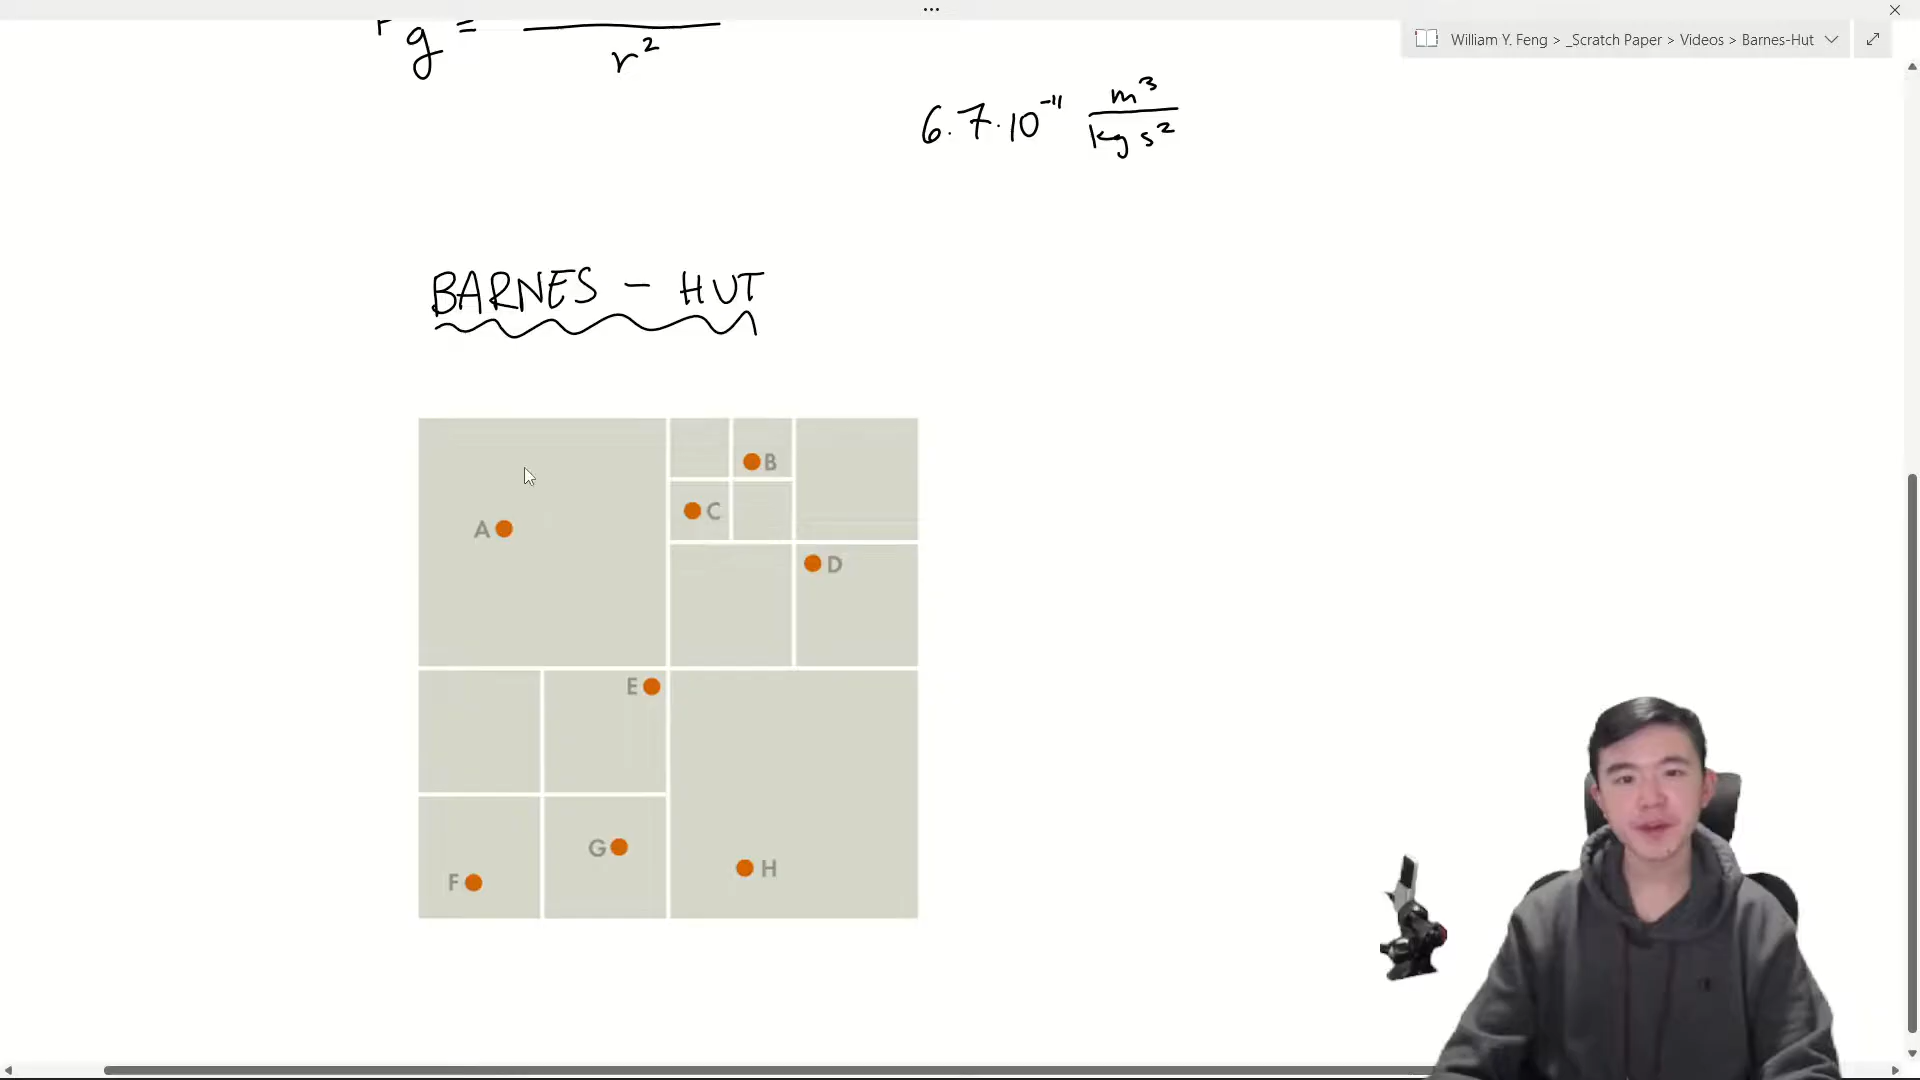 ...
William Y. Feng > _Scratch Paper > Videos > Barnes-Hut
F g =
r²
6.7·10⁻¹¹ m³
kg s²
BARNES - HUT
B
C
A
D
E
G
F
H